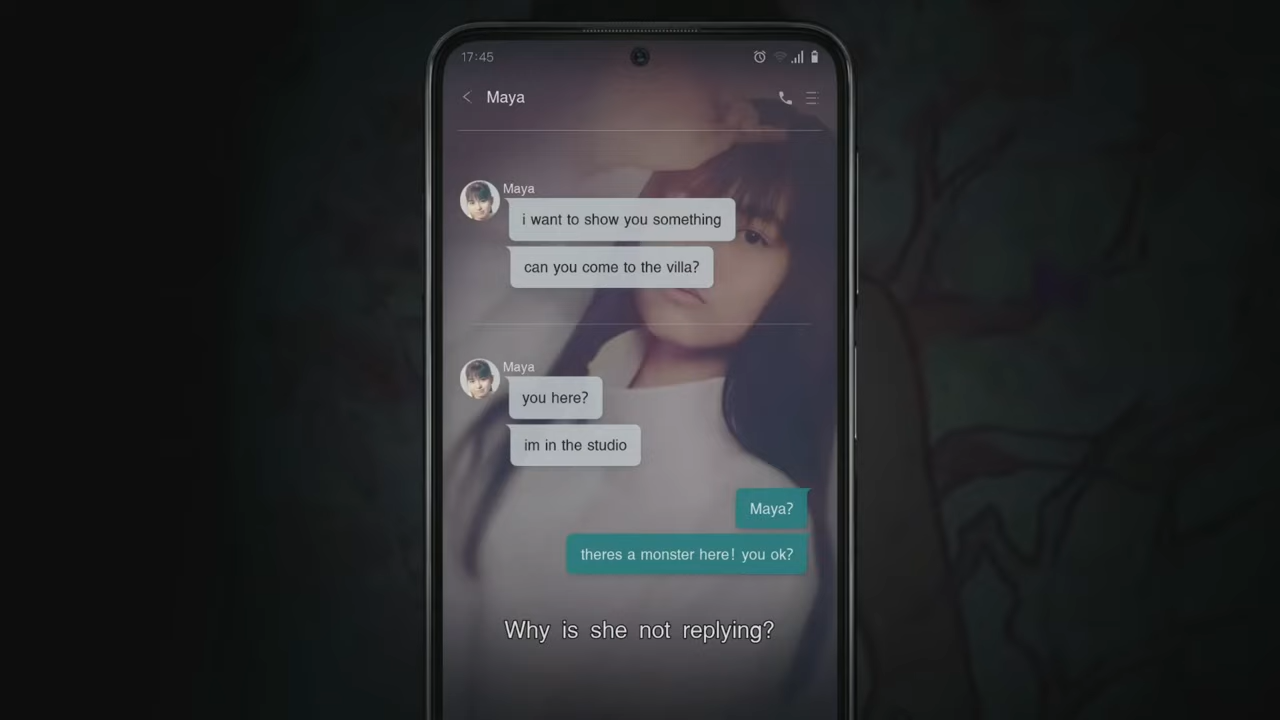 17:45
Maya
Maya
i want to show you something
can you come to the villa?
Maya
you here?
im in the studio
Maya?
theres a monster here! you ok?
Why is she not replying?